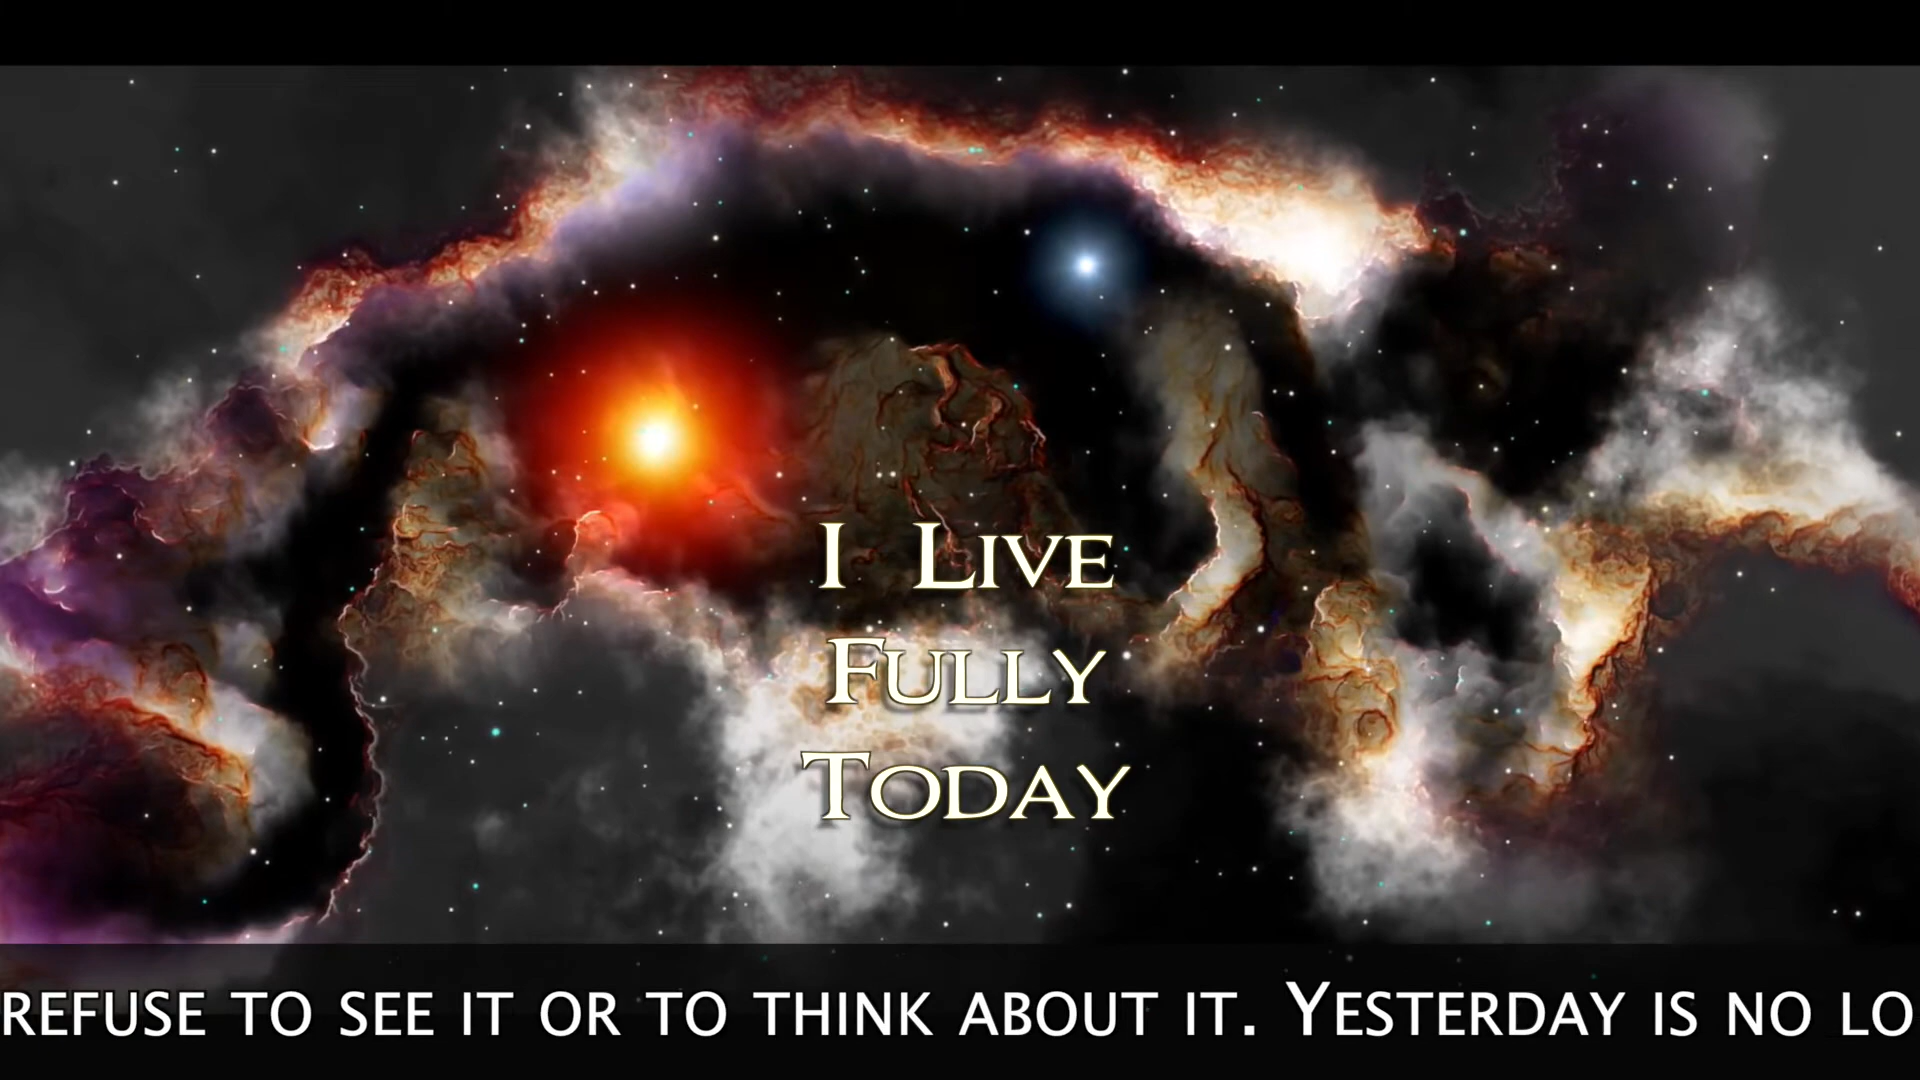 I Live
Fully
Today
refuse to see it or to think about it. Yesterday is no lo